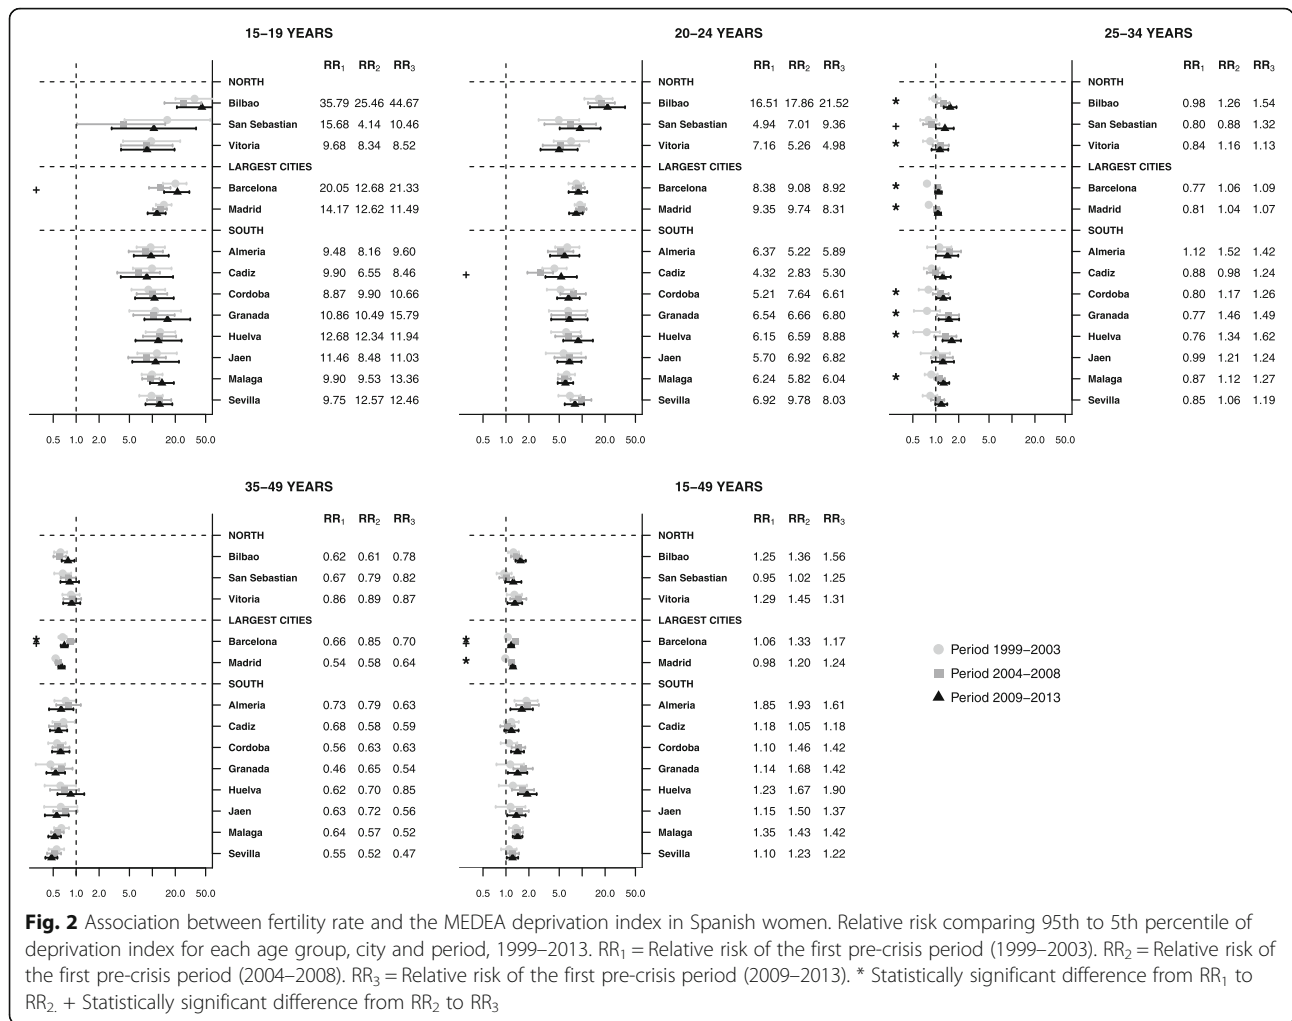 15–19 YEARS
RR1 RR2 RR3
NORTH
Bilbao 35.79 25.46 44.67
San Sebastian 15.68 4.14 10.46
Vitoria 9.68 8.34 8.52
LARGEST CITIES
+ Barcelona 20.05 12.68 21.33
Madrid 14.17 12.62 11.49
SOUTH
Almeria 9.48 8.16 9.60
Cadiz 9.90 6.55 8.46
Cordoba 8.87 9.90 10.66
Granada 10.86 10.49 15.79
Huelva 12.68 12.34 11.94
Jaen 11.46 8.48 11.03
Malaga 9.90 9.53 13.36
Sevilla 9.75 12.57 12.46
0.5 1.0 2.0 5.0 20.0 50.0
20–24 YEARS
RR1 RR2 RR3
NORTH
Bilbao 16.51 17.86 21.52
San Sebastian 4.94 7.01 9.36
Vitoria 7.16 5.26 4.98
LARGEST CITIES
Barcelona 8.38 9.08 8.92
Madrid 9.35 9.74 8.31
SOUTH
Almeria 6.37 5.22 5.89
+ Cadiz 4.32 2.83 5.30
Cordoba 5.21 7.64 6.61
Granada 6.54 6.66 6.80
Huelva 6.15 6.59 8.88
Jaen 5.70 6.92 6.82
Malaga 6.24 5.82 6.04
Sevilla 6.92 9.78 8.03
0.5 1.0 2.0 5.0 20.0 50.0
25–34 YEARS
RR1 RR2 RR3
NORTH
* Bilbao 0.98 1.26 1.54
+ San Sebastian 0.80 0.88 1.32
* Vitoria 0.84 1.16 1.13
LARGEST CITIES
* Barcelona 0.77 1.06 1.09
* Madrid 0.81 1.04 1.07
SOUTH
Almeria 1.12 1.52 1.42
Cadiz 0.88 0.98 1.24
* Cordoba 0.80 1.17 1.26
* Granada 0.77 1.46 1.49
* Huelva 0.76 1.34 1.62
Jaen 0.99 1.21 1.24
* Malaga 0.87 1.12 1.27
Sevilla 0.85 1.06 1.19
0.5 1.0 2.0 5.0 20.0 50.0
35–49 YEARS
RR1 RR2 RR3
NORTH
Bilbao 0.62 0.61 0.78
San Sebastian 0.67 0.79 0.82
Vitoria 0.86 0.89 0.87
LARGEST CITIES
* + Barcelona 0.66 0.85 0.70
Madrid 0.54 0.58 0.64
SOUTH
Almeria 0.73 0.79 0.63
Cadiz 0.68 0.58 0.59
Cordoba 0.56 0.63 0.63
Granada 0.46 0.65 0.54
Huelva 0.62 0.70 0.85
Jaen 0.63 0.72 0.56
Malaga 0.64 0.57 0.52
Sevilla 0.55 0.52 0.47
0.5 1.0 2.0 5.0 20.0 50.0
15–49 YEARS
RR1 RR2 RR3
NORTH
Bilbao 1.25 1.36 1.56
San Sebastian 0.95 1.02 1.25
Vitoria 1.29 1.45 1.31
LARGEST CITIES
* + Barcelona 1.06 1.33 1.17
* Madrid 0.98 1.20 1.24
SOUTH
Almeria 1.85 1.93 1.61
Cadiz 1.18 1.05 1.18
Cordoba 1.10 1.46 1.42
Granada 1.14 1.68 1.42
Huelva 1.23 1.67 1.90
Jaen 1.15 1.50 1.37
Malaga 1.35 1.43 1.42
Sevilla 1.10 1.23 1.22
0.5 1.0 2.0 5.0 20.0 50.0
Period 1999–2003
Period 2004–2008
Period 2009–2013
Fig. 2 Association between fertility rate and the MEDEA deprivation index in Spanish women. Relative risk comparing 95th to 5th percentile of
deprivation index for each age group, city and period, 1999–2013. RR1 = Relative risk of the first pre-crisis period (1999–2003). RR2 = Relative risk of
the first pre-crisis period (2004–2008). RR3 = Relative risk of the first pre-crisis period (2009–2013). * Statistically significant difference from RR1 to
RR2. + Statistically significant difference from RR2 to RR3